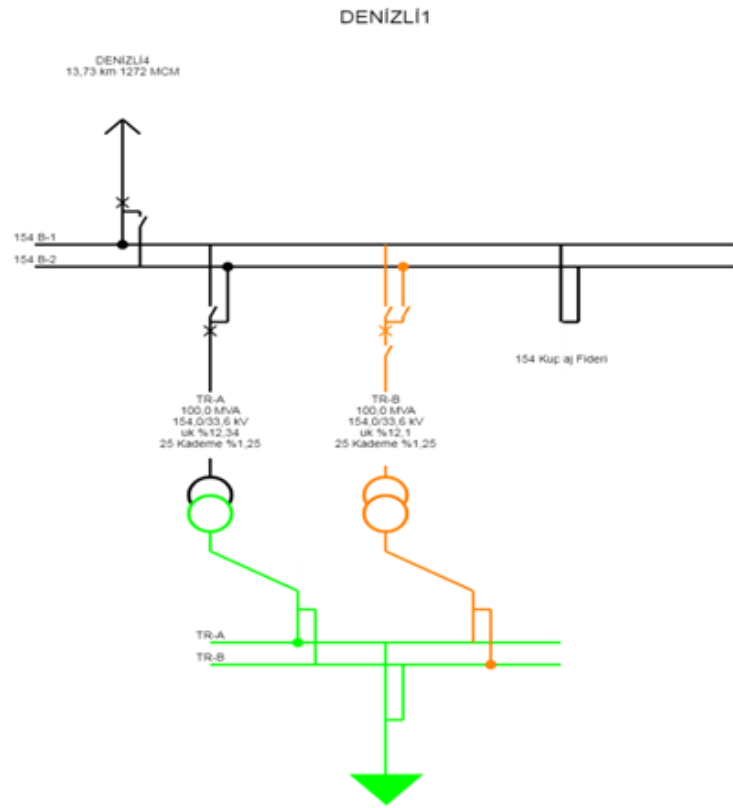 DENİZLİ1
DENİZLİ4
13,73 km 1272 MCM
154 B-1
154 B-2
154 Kuplaj Fideri
TR-A
100,0 MVA
154,0/33,6 kV
uk %12,34
25 Kademe %1,25
TR-B
100,0 MVA
154,0/33,6 kV
uk %12,1
25 Kademe %1,25
TR-A
TR-B